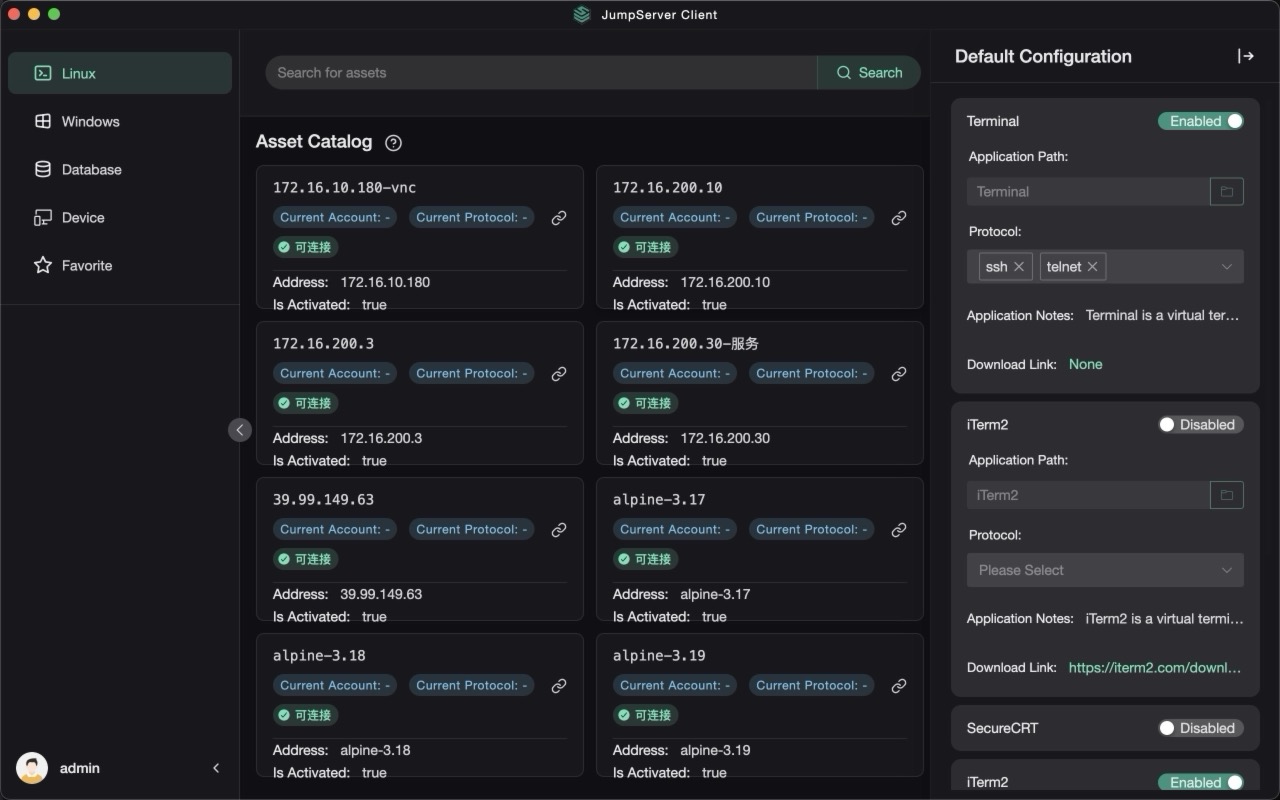 JumpServer Client
Linux
Windows
Database
Device
Favorite
admin
Search for assets
Search
Asset Catalog
172.16.10.180-vnc
Current Account: - Current Protocol: -
可连接
Address: 172.16.10.180
Is Activated: true
172.16.200.10
Current Account: - Current Protocol: -
可连接
Address: 172.16.200.10
Is Activated: true
172.16.200.3
Current Account: - Current Protocol: -
可连接
Address: 172.16.200.3
Is Activated: true
172.16.200.30-服务
Current Account: - Current Protocol: -
可连接
Address: 172.16.200.30
Is Activated: true
39.99.149.63
Current Account: - Current Protocol: -
可连接
Address: 39.99.149.63
Is Activated: true
alpine-3.17
Current Account: - Current Protocol: -
可连接
Address: alpine-3.17
Is Activated: true
alpine-3.18
Current Account: - Current Protocol: -
可连接
Address: alpine-3.18
Is Activated: true
alpine-3.19
Current Account: - Current Protocol: -
可连接
Address: alpine-3.19
Is Activated: true
Default Configuration
Terminal Enabled
Application Path:
Terminal
Protocol:
ssh telnet
Application Notes: Terminal is a virtual ter...
Download Link: None
iTerm2 Disabled
Application Path:
iTerm2
Protocol:
Please Select
Application Notes: iTerm2 is a virtual termi...
Download Link: https://iterm2.com/downl...
SecureCRT Disabled
iTerm2 Enabled